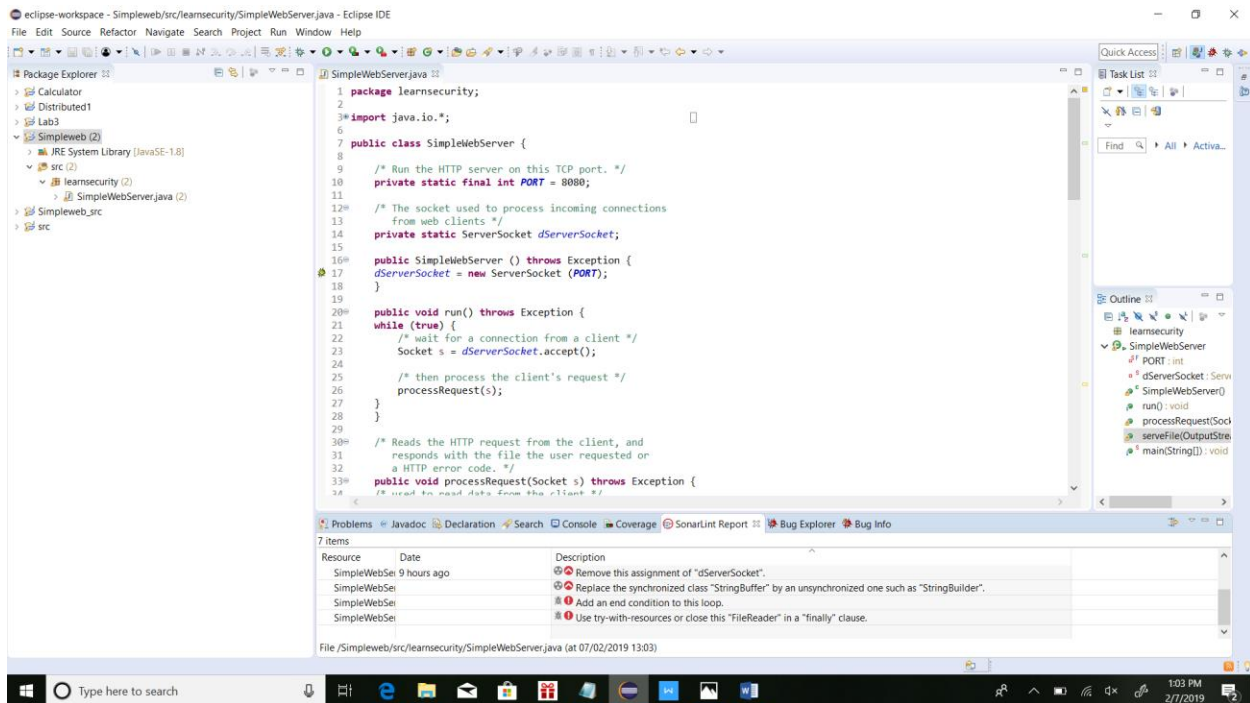 eclipse-workspace - Simpleweb/src/learnsecurity/SimpleWebServer.java - Eclipse IDE
File Edit Source Refactor Navigate Search Project Run Window Help
Quick Access
Package Explorer
Calculator
Distributed1
Lab3
Simpleweb (2)
JRE System Library [JavaSE-1.8]
src (2)
learnsecurity (2)
SimpleWebServer.java (2)
Simpleweb_src
src
SimpleWebServer.java
1 package learnsecurity;
2
3 import java.io.*;
6
7 public class SimpleWebServer {
8
9 /* Run the HTTP server on this TCP port. */
10 private static final int PORT = 8080;
11
12 /* The socket used to process incoming connections
13 from web clients */
14 private static ServerSocket dServerSocket;
15
16 public SimpleWebServer () throws Exception {
17 dServerSocket = new ServerSocket (PORT);
18 }
19
20 public void run() throws Exception {
21 while (true) {
22 /* wait for a connection from a client */
23 Socket s = dServerSocket.accept();
24
25 /* then process the client's request */
26 processRequest(s);
27 }
28 }
29
30 /* Reads the HTTP request from the client, and
31 responds with the file the user requested or
32 a HTTP error code. */
33 public void processRequest(Socket s) throws Exception {
34 /* used to read data from the client */
Task List
Find All Activa...
Outline
learnsecurity
SimpleWebServer
PORT : int
dServerSocket : Serve
SimpleWebServer()
run() : void
processRequest(Sock
serveFile(OutputStrea
main(String[]) : void
Problems Javadoc Declaration Search Console Coverage SonarLint Report Bug Explorer Bug Info
7 items
Resource Date Description
SimpleWebSer 9 hours ago Remove this assignment of "dServerSocket".
SimpleWebSer Replace the synchronized class "StringBuffer" by an unsynchronized one such as "StringBuilder".
SimpleWebSer Add an end condition to this loop.
SimpleWebSer Use try-with-resources or close this "FileReader" in a "finally" clause.
File /Simpleweb/src/learnsecurity/SimpleWebServer.java (at 07/02/2019 13:03)
Type here to search
1:03 PM
2/7/2019